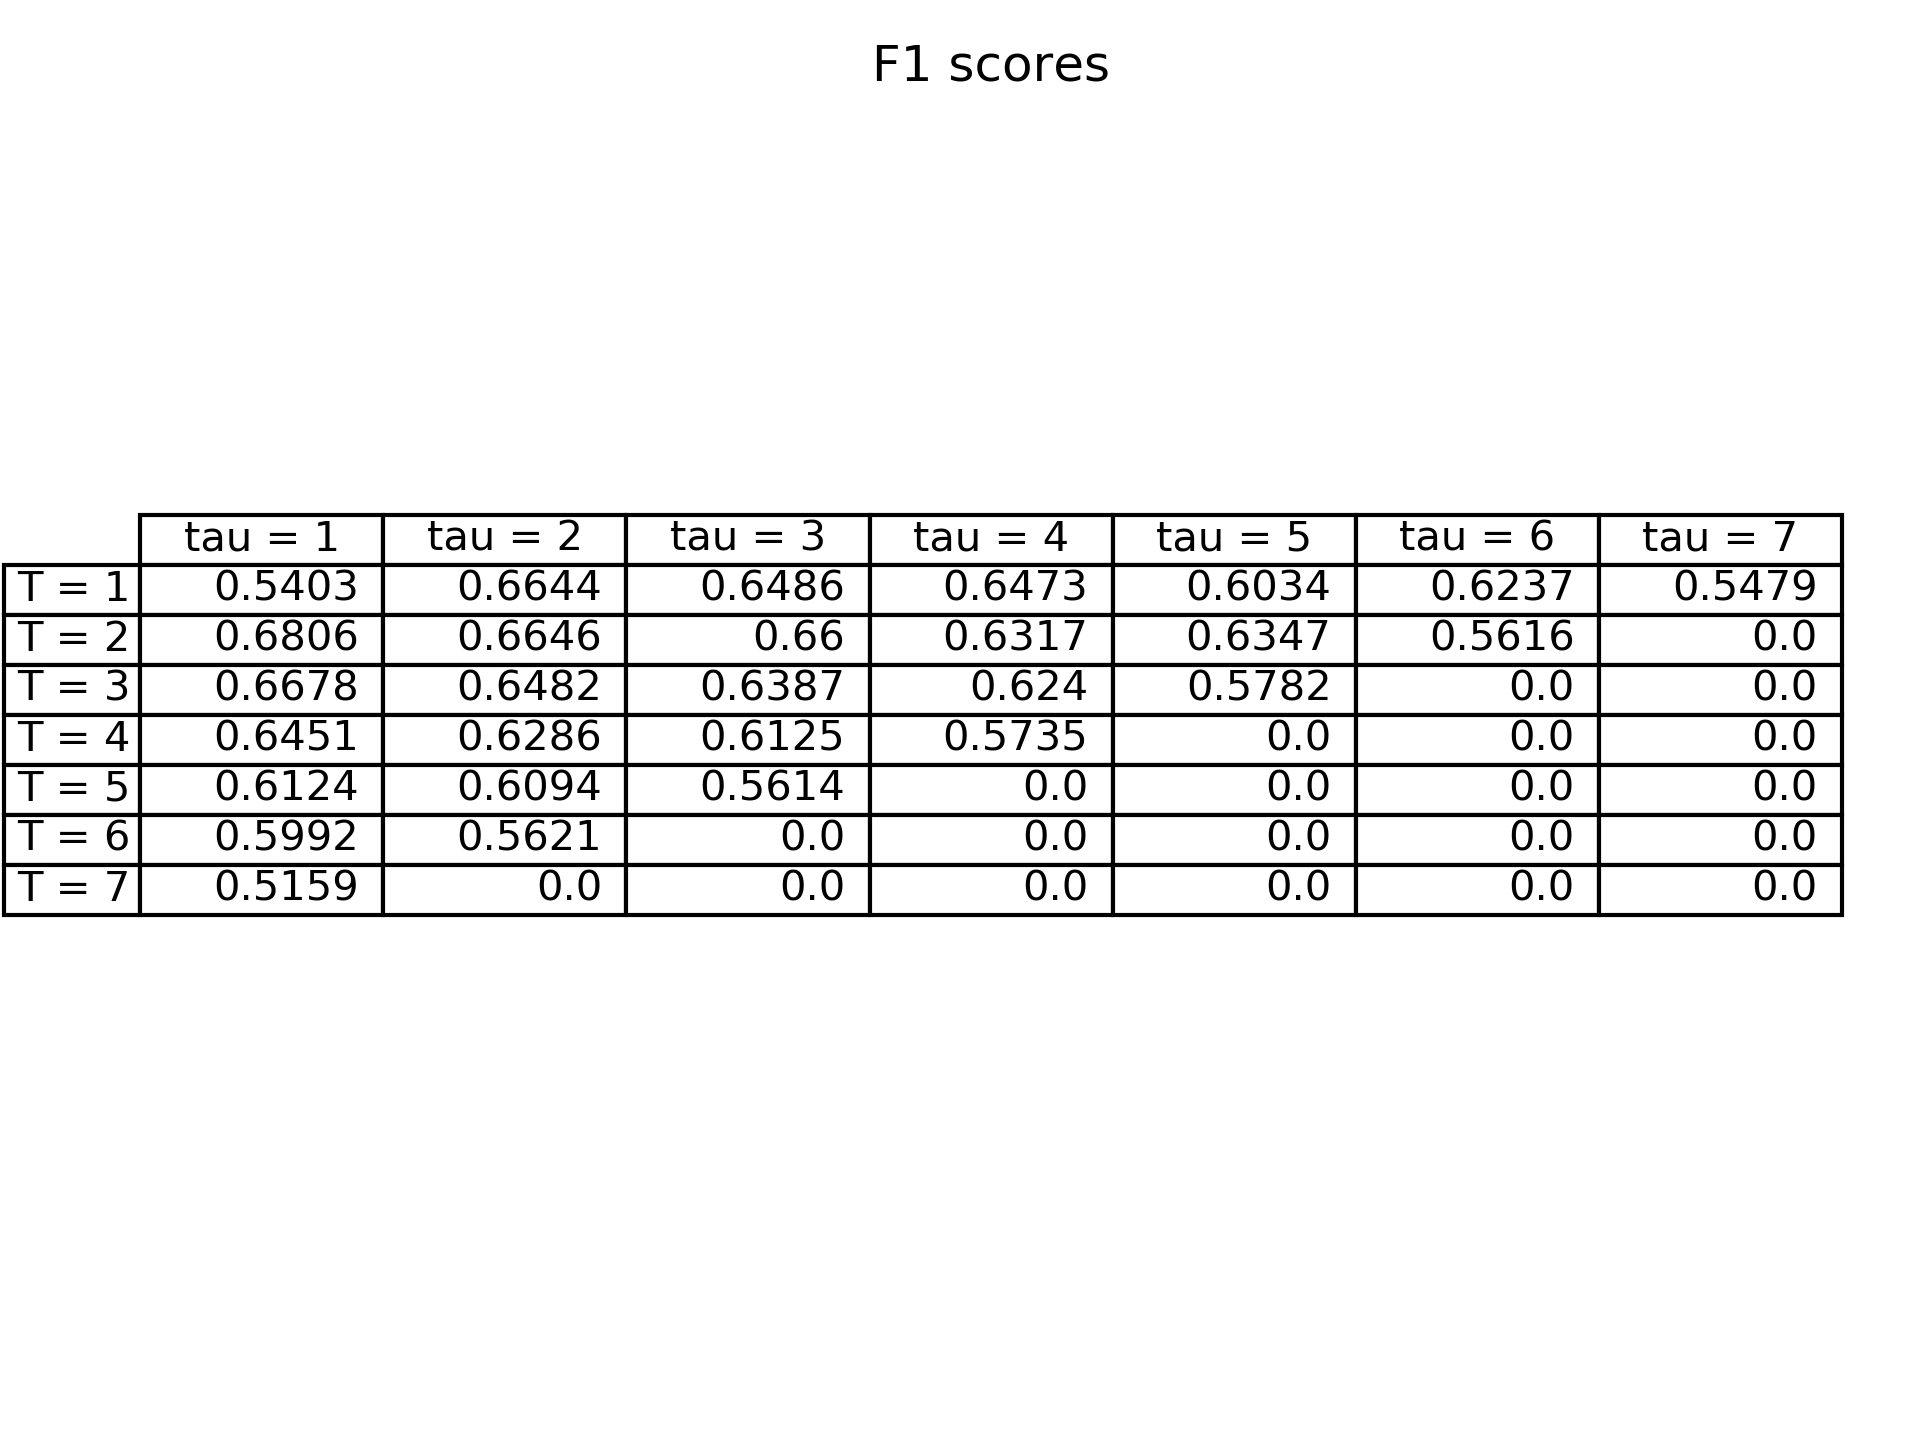 F1 scores
tau = 1 tau = 2 tau = 3 tau = 4 tau = 5 tau = 6 tau = 7
T = 1 0.5403 0.6644 0.6486 0.6473 0.6034 0.6237 0.5479
T = 2 0.6806 0.6646 0.66 0.6317 0.6347 0.5616 0.0
T = 3 0.6678 0.6482 0.6387 0.624 0.5782 0.0 0.0
T = 4 0.6451 0.6286 0.6125 0.5735 0.0 0.0 0.0
T = 5 0.6124 0.6094 0.5614 0.0 0.0 0.0 0.0
T = 6 0.5992 0.5621 0.0 0.0 0.0 0.0 0.0
T = 7 0.5159 0.0 0.0 0.0 0.0 0.0 0.0